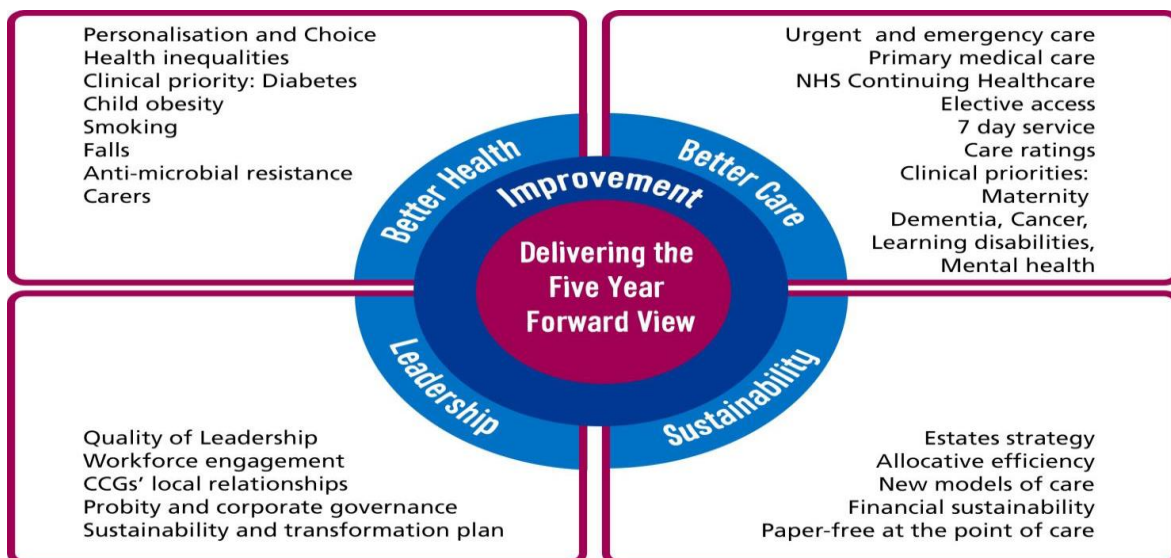 Personalisation and Choice
Health inequalities
Clinical priority: Diabetes
Child obesity
Smoking
Falls
Anti-microbial resistance
Carers
Urgent  and emergency care
Primary medical care
NHS Continuing Healthcare
Elective access
7 day service
Care ratings
Clinical priorities:
Maternity
Dementia, Cancer,
Learning disabilities,
Mental health
Better Health
Better Care
Improvement
Delivering the
Five Year
Forward View
Leadership
Sustainability
Quality of Leadership
Workforce engagement
CCGs' local relationships
Probity and corporate governance
Sustainability and transformation plan
Estates strategy
Allocative efficiency
New models of care
Financial sustainability
Paper-free at the point of care